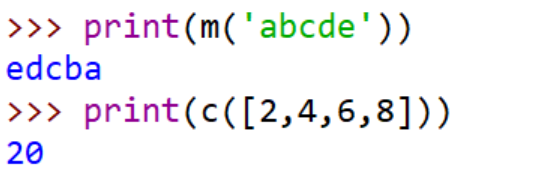 >>> print(m('abcde'))
edcba
>>> print(c([2,4,6,8]))
20